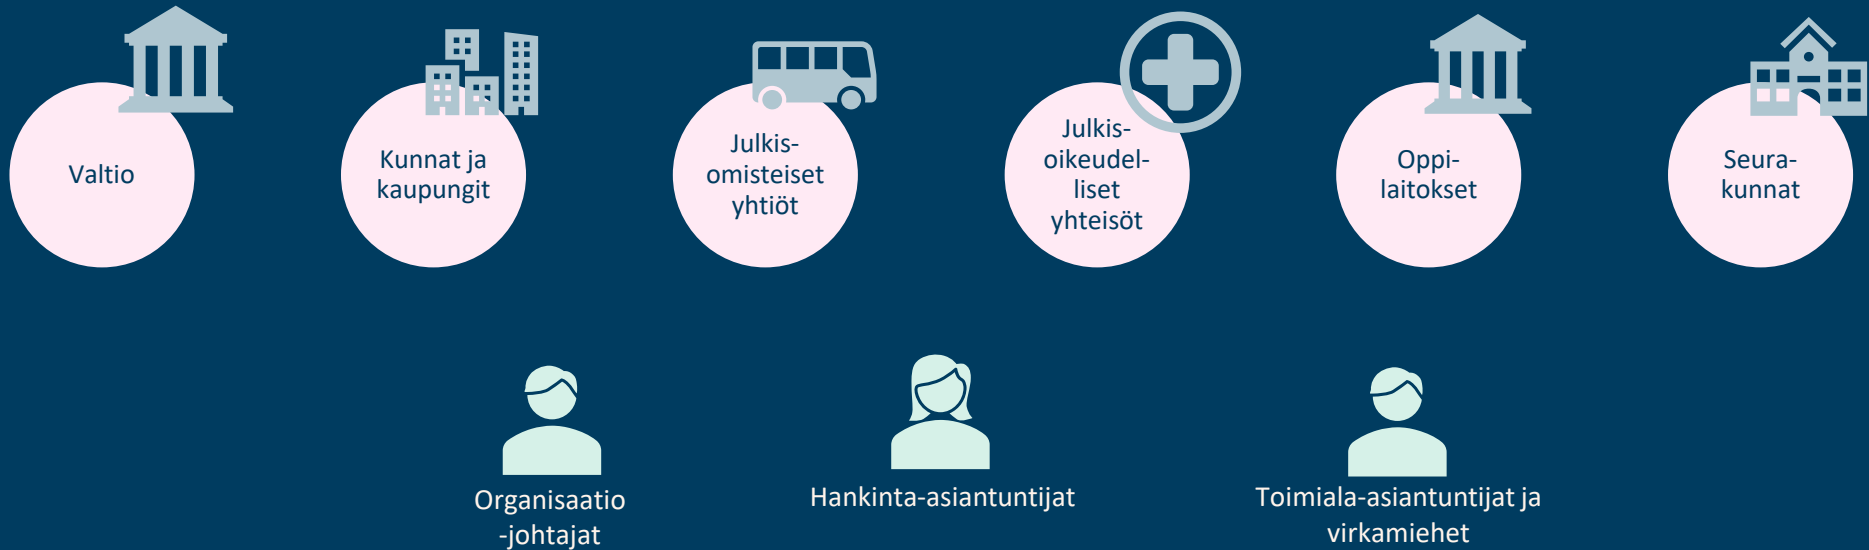 Valtio
Kunnat ja
kaupungit
Julkis-
omisteiset
yhtiöt
Julkis-
oikeudel-
liset
yhteisöt
Oppi-
laitokset
Seura-
kunnat
Organisaatio
-johtajat
Hankinta-asiantuntijat
Toimiala-asiantuntijat ja
virkamiehet